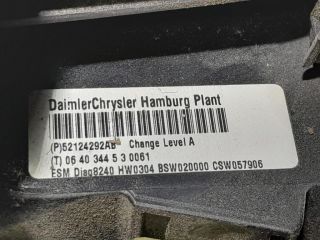 DaimlerChrysler Hamburg Plant
(P)52124292AB Change Level A
(T) 06 40 344 5 3 0061
ESM Diag8240 HW0304 BSW020000 CSW057906